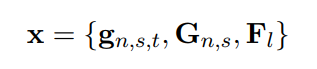 x = {g_{n,s,t}, G_{n,s}, F_l}